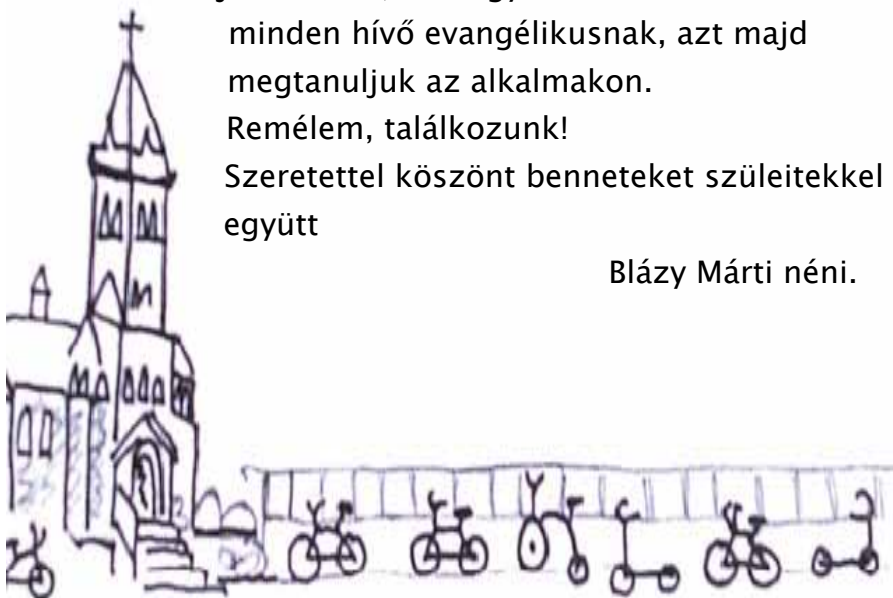 minden hívő evangélikusnak, azt majd
megtanuljuk az alkalmakon.
Remélem, találkozunk!
Szeretettel köszönt benneteket szüleitekkel
együtt
Blázy Márti néni.